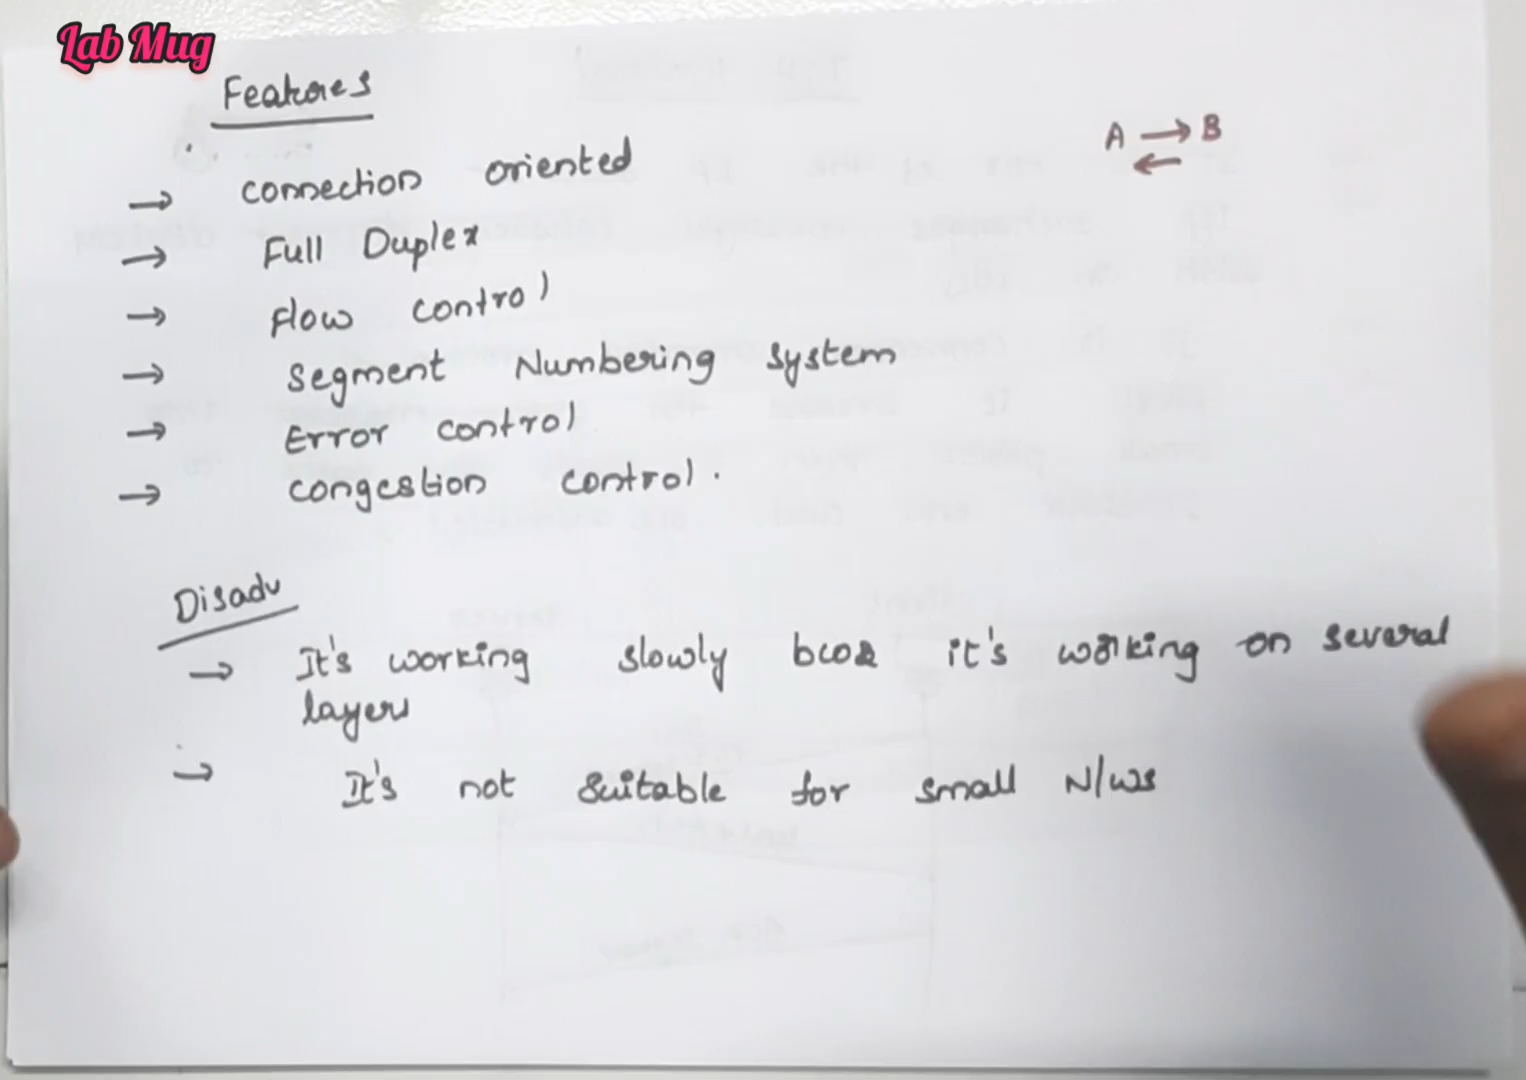 Lab Mug
Features
A → B
←
→ connection oriented
→ Full Duplex
→ flow control
→ segment Numbering system
→ Error control
→ congestion control.
Disadv
→ It's working slowly bcoz it's working on several
layers
→ It's not suitable for small N/ws